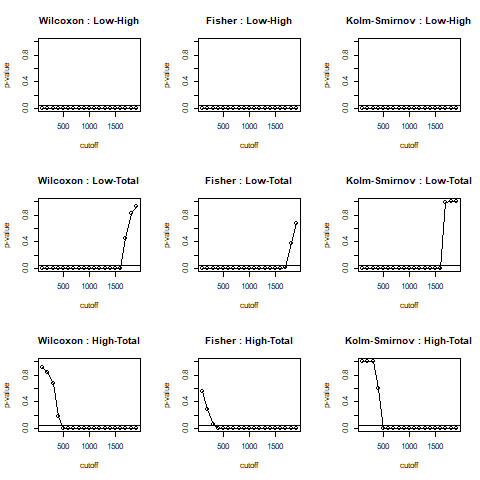 Wilcoxon : Low-High
Fisher : Low-High
Kolm-Smirnov : Low-High
p-value
0.0 0.4 0.8
500 1000 1500
cutoff
p-value
0.0 0.4 0.8
500 1000 1500
cutoff
p-value
0.0 0.4 0.8
500 1000 1500
cutoff
Wilcoxon : Low-Total
Fisher : Low-Total
Kolm-Smirnov : Low-Total
p-value
0.0 0.4 0.8
500 1000 1500
cutoff
p-value
0.0 0.4 0.8
500 1000 1500
cutoff
p-value
0.0 0.4 0.8
500 1000 1500
cutoff
Wilcoxon : High-Total
Fisher : High-Total
Kolm-Smirnov : High-Total
p-value
0.0 0.4 0.8
500 1000 1500
cutoff
p-value
0.0 0.4 0.8
500 1000 1500
cutoff
p-value
0.0 0.4 0.8
500 1000 1500
cutoff